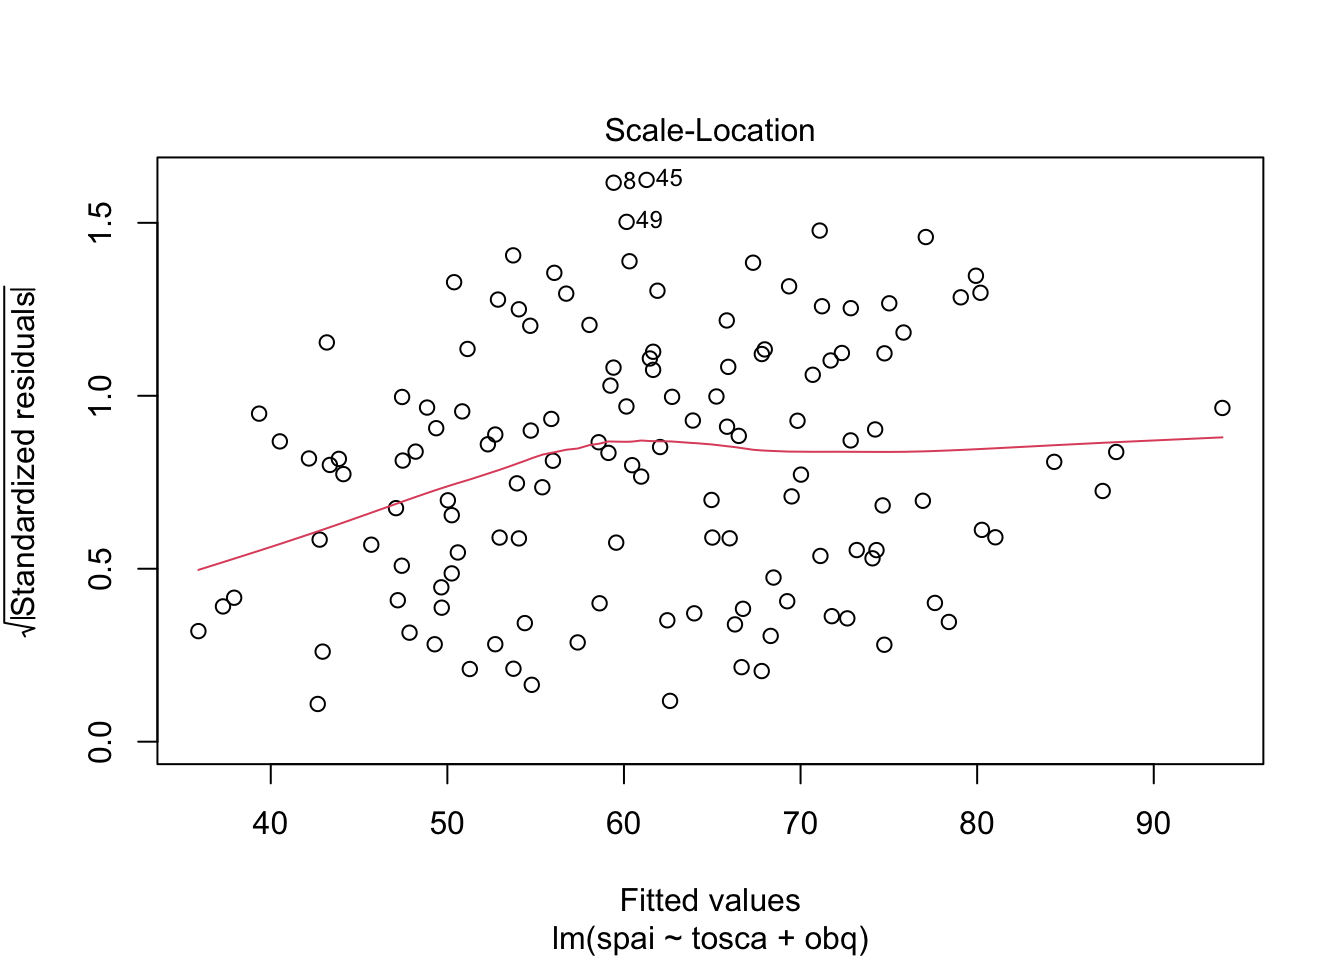 Scale-Location
8 45
49
√|Standardized residuals|
1.5
1.0
0.5
0.0
40 50 60 70 80 90
Fitted values
lm(spai ~ tosca + obq)